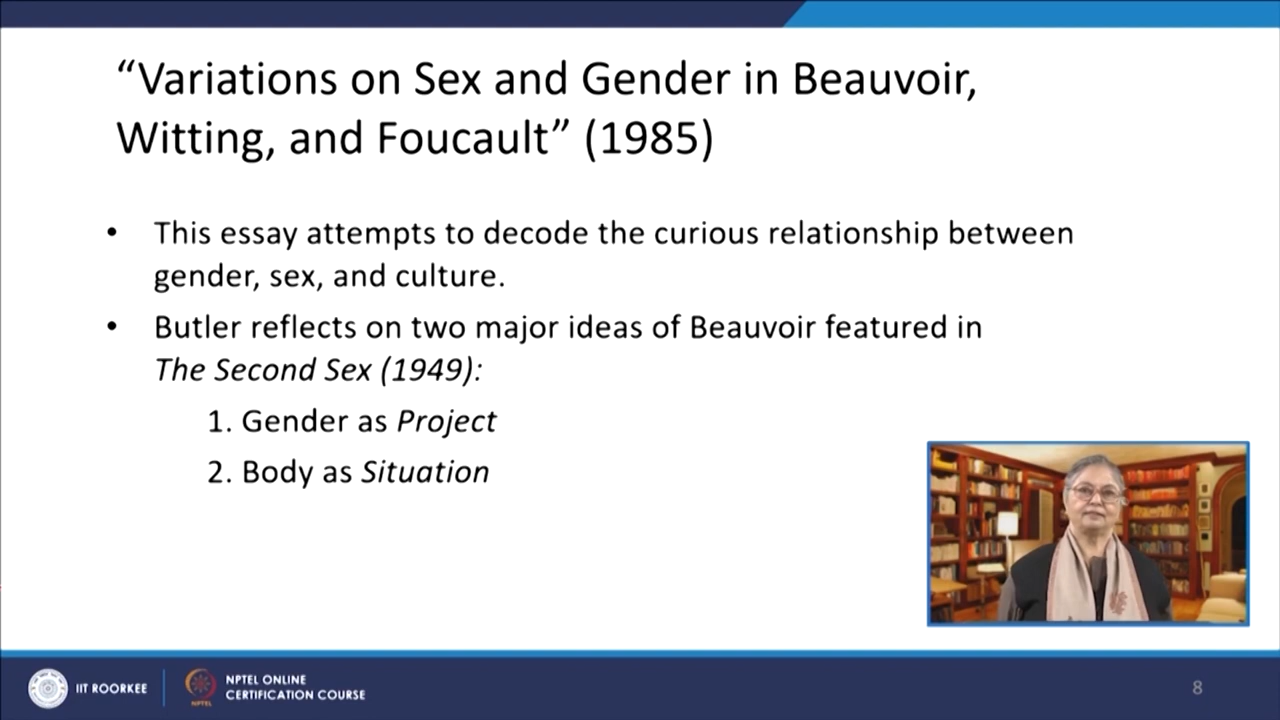 “Variations on Sex and Gender in Beauvoir,
Witting, and Foucault” (1985)
• This essay attempts to decode the curious relationship between
gender, sex, and culture.
• Butler reflects on two major ideas of Beauvoir featured in
The Second Sex (1949):
1. Gender as Project
2. Body as Situation
IIT ROORKEE
NPTEL
NPTEL ONLINE
CERTIFICATION COURSE
8